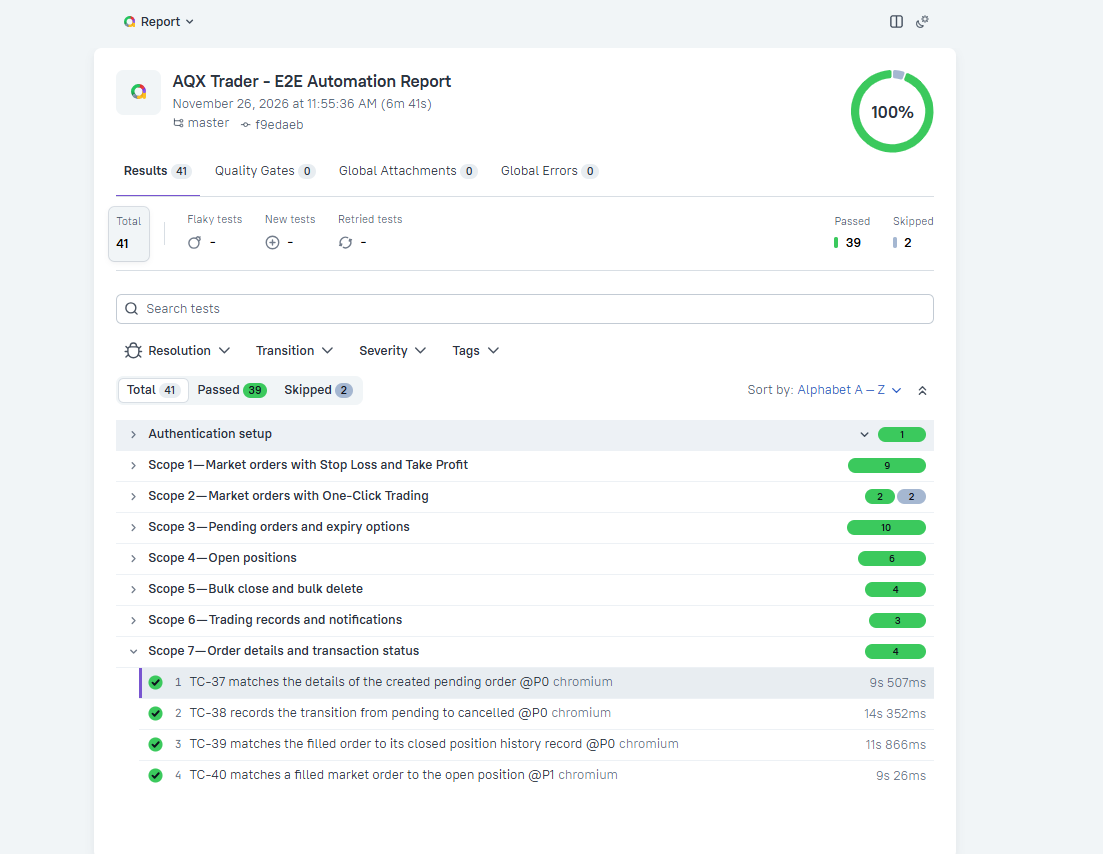 Report
AQX Trader - E2E Automation Report
November 26, 2026 at 11:55:36 AM (6m 41s)
master f9edaeb
100%
Results 41 Quality Gates 0 Global Attachments 0 Global Errors 0
Total Flaky tests New tests Retried tests Passed Skipped
41 - - - 39 2
Search tests
Resolution Transition Severity Tags
Total 41 Passed 39 Skipped 2 Sort by: Alphabet A – Z
Authentication setup 1
Scope 1—Market orders with Stop Loss and Take Profit 9
Scope 2—Market orders with One-Click Trading 2 2
Scope 3—Pending orders and expiry options 10
Scope 4—Open positions 6
Scope 5—Bulk close and bulk delete 4
Scope 6—Trading records and notifications 3
Scope 7—Order details and transaction status 4
1 TC-37 matches the details of the created pending order @P0 chromium 9s 507ms
2 TC-38 records the transition from pending to cancelled @P0 chromium 14s 352ms
3 TC-39 matches the filled order to its closed position history record @P0 chromium 11s 866ms
4 TC-40 matches a filled market order to the open position @P1 chromium 9s 26ms